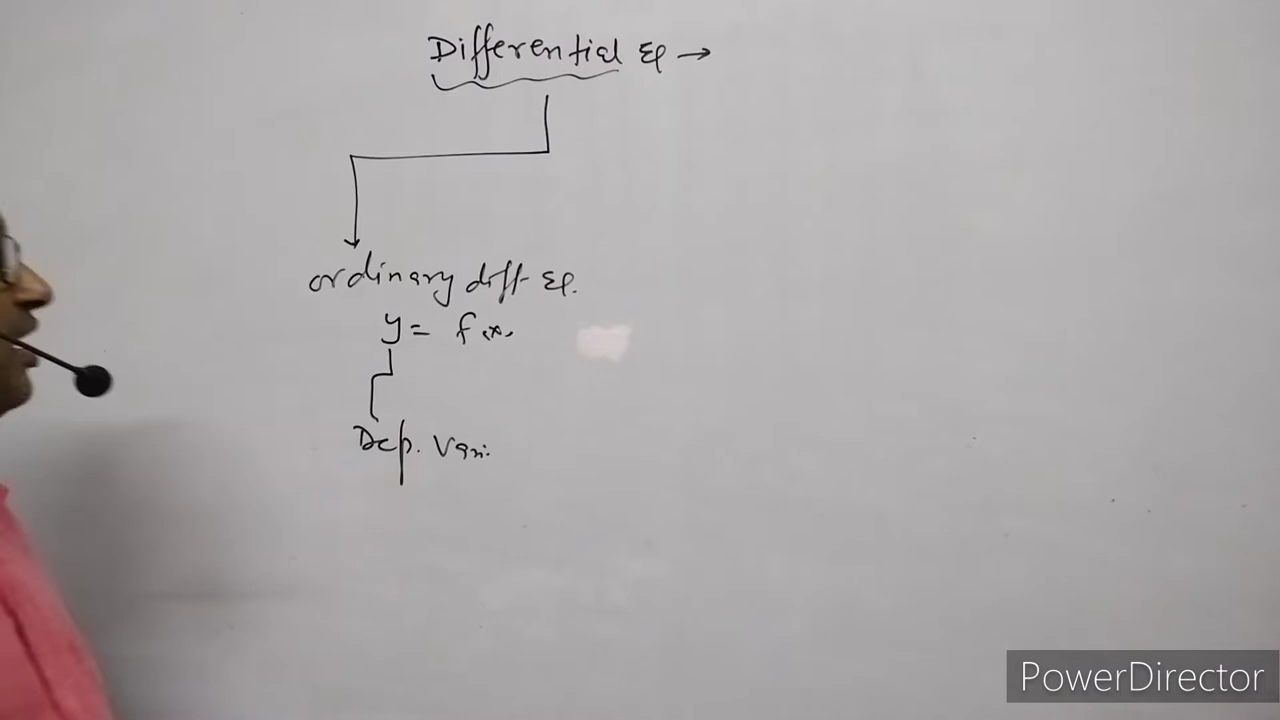 Differential Eq →
ordinary diff Eq.
y = f(x)
Dep. Vari.
PowerDirector